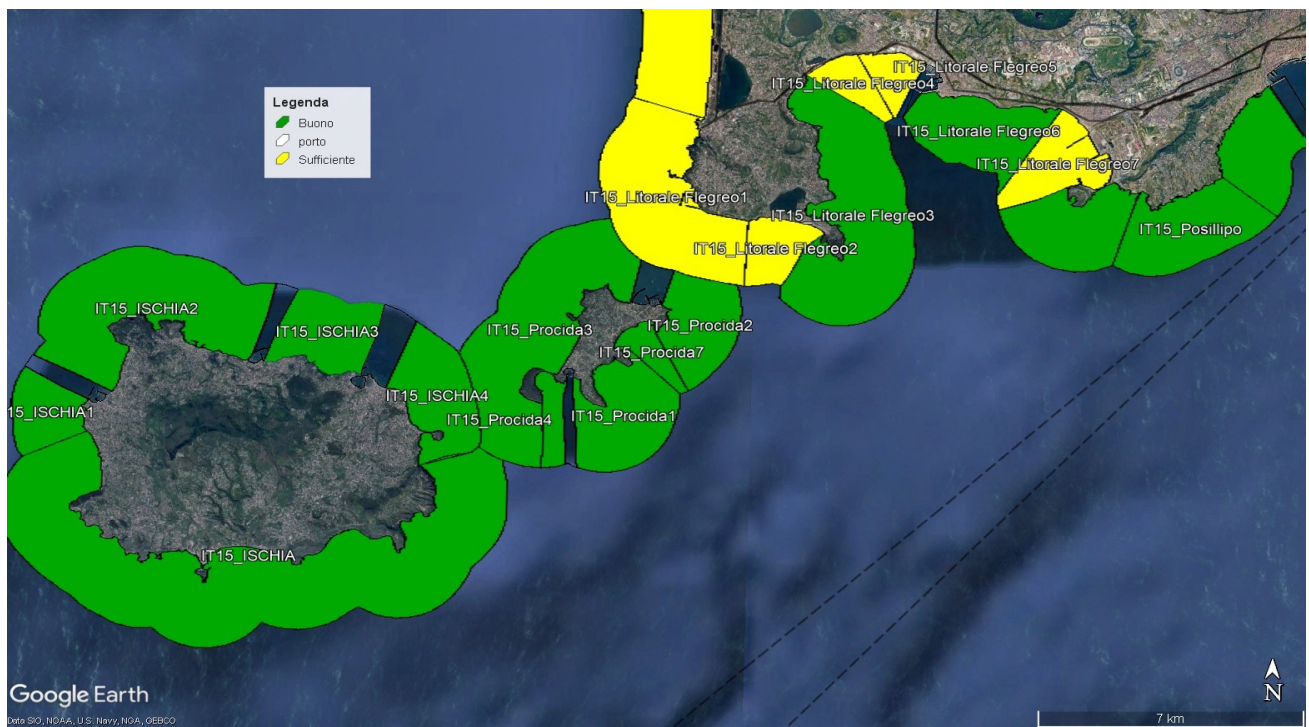 Legenda
Buono
porto
Sufficiente
IT15_Litorale Flegreo5
IT15_Litorale Flegreo4
IT15_Litorale Flegreo6
IT15_Litorale Flegreo7
IT15_Litorale Flegreo1
IT15_Litorale Flegreo3
IT15_Posillipo
IT15_Litorale Flegreo2
IT15_ISCHIA2
IT15_ISCHIA3
IT15_Procida3
IT15_Procida2
IT15_Procida7
IT15_ISCHIA4
15_ISCHIA1
IT15_Procida4
IT15_Procida1
IT15_ISCHIA
Google Earth
Data SIO, NOAA, U.S. Navy, NGA, GEBCO
N
7 km